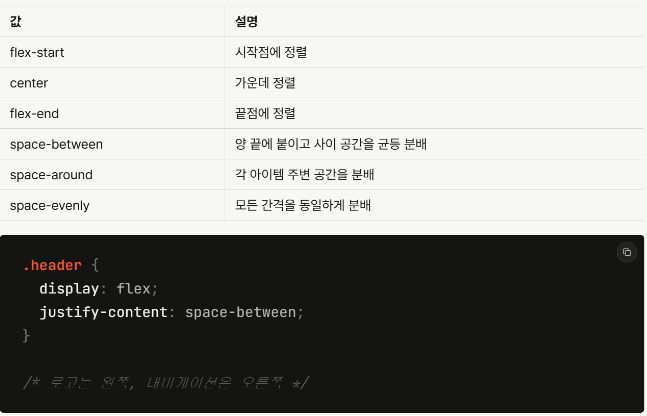 값 설명
flex-start 시작점에 정렬
center 가운데 정렬
flex-end 끝점에 정렬
space-between 양 끝에 붙이고 사이 공간을 균등 분배
space-around 각 아이템 주변 공간을 분배
space-evenly 모든 간격을 동일하게 분배
.header {
display: flex;
justify-content: space-between;
}
/* 로고는 왼쪽, 내비게이션은 오른쪽 */